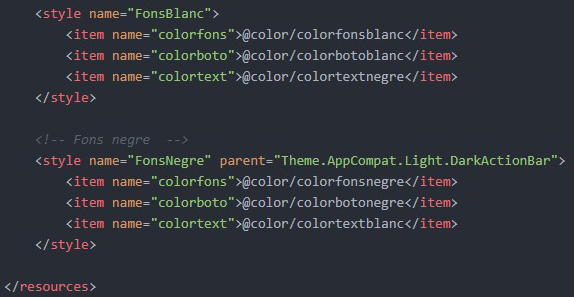 <style name="FonsBlanc">
<item name="colorfons">@color/colorfonsblanc</item>
<item name="colorboto">@color/colorbotoblanc</item>
<item name="colortext">@color/colortextnegre</item>
</style>
<!-- Fons negre  -->
<style name="FonsNegre" parent="Theme.AppCompat.Light.DarkActionBar">
<item name="colorfons">@color/colorfonsnegre</item>
<item name="colorboto">@color/colorbotonegre</item>
<item name="colortext">@color/colortextblanc</item>
</style>
</resources>